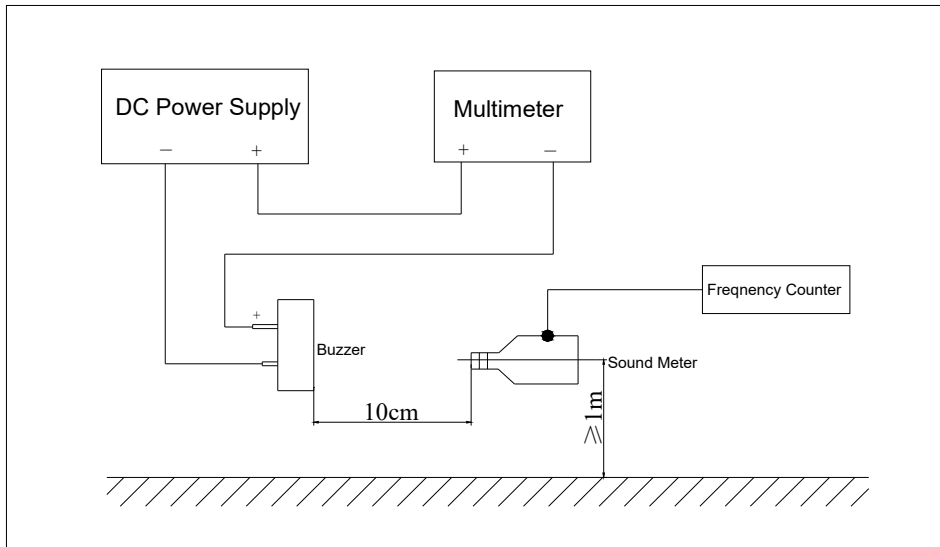 DC Power Supply
— +
Multimeter
+ —
Freqnency Counter
+
Buzzer
Sound Meter
10cm
≥1m